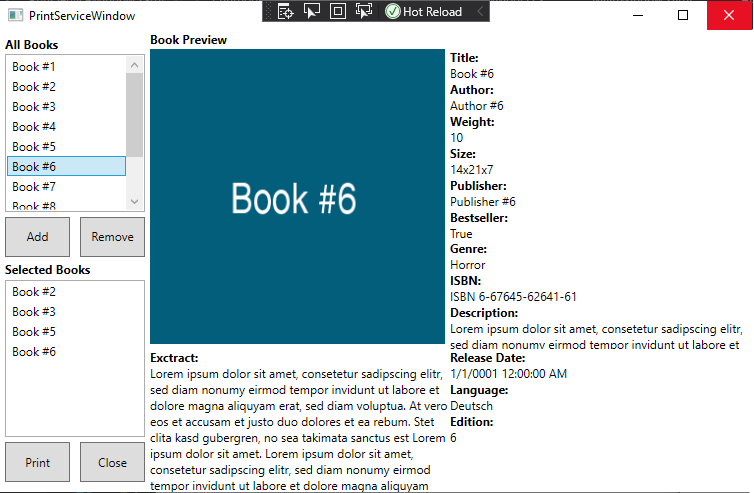 PrintServiceWindow
Hot Reload
All Books
Book #1
Book #2
Book #3
Book #4
Book #5
Book #6
Book #7
Book #8
Add
Remove
Selected Books
Book #2
Book #3
Book #5
Book #6
Print
Close
Book Preview
Book #6
Title:
Book #6
Author:
Author #6
Weight:
10
Size:
14x21x7
Publisher:
Publisher #6
Bestseller:
True
Genre:
Horror
ISBN:
ISBN 6-67645-62641-61
Description:
Lorem ipsum dolor sit amet, consetetur sadipscing elitr,
sed diam nonumy eirmod tempor invidunt ut labore et
Exctract:
Lorem ipsum dolor sit amet, consetetur sadipscing elitr,
sed diam nonumy eirmod tempor invidunt ut labore et
dolore magna aliquyam erat, sed diam voluptua. At vero
eos et accusam et justo duo dolores et ea rebum. Stet
clita kasd gubergren, no sea takimata sanctus est Lorem
ipsum dolor sit amet. Lorem ipsum dolor sit amet,
consetetur sadipscing elitr, sed diam nonumy eirmod
tempor invidunt ut labore et dolore magna aliquyam
Release Date:
1/1/0001 12:00:00 AM
Language:
Deutsch
Edition:
6